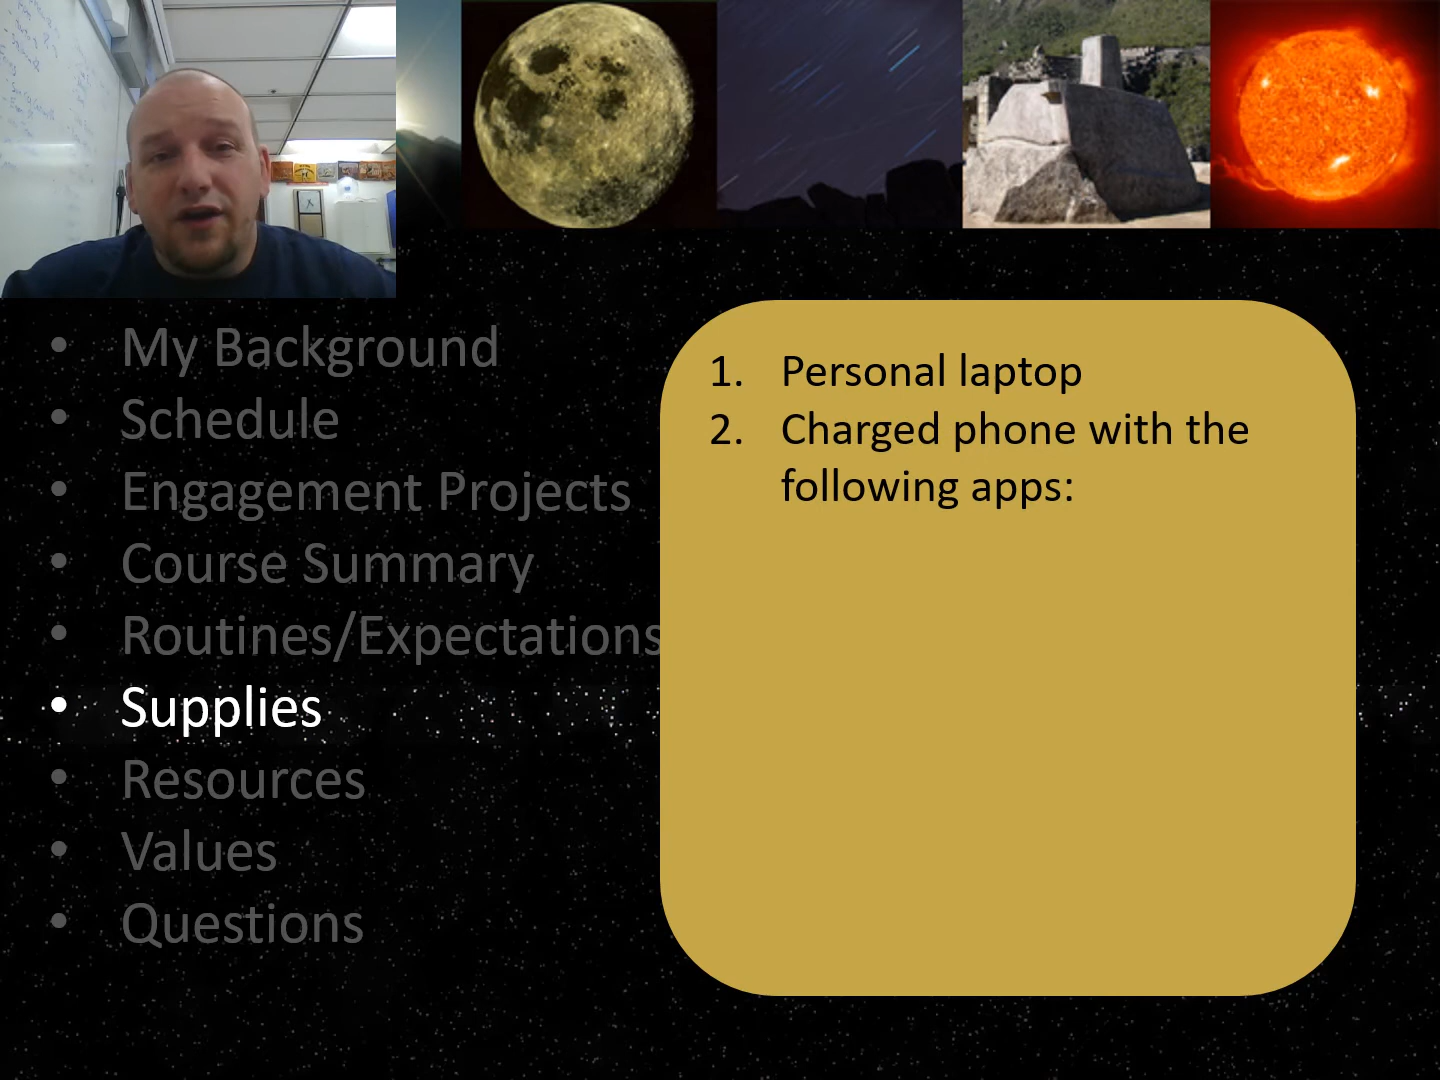 My Background
Schedule
Engagement Projects
Course Summary
Routines/Expectations
Supplies
Resources
Values
Questions
1. Personal laptop
2. Charged phone with the
following apps: